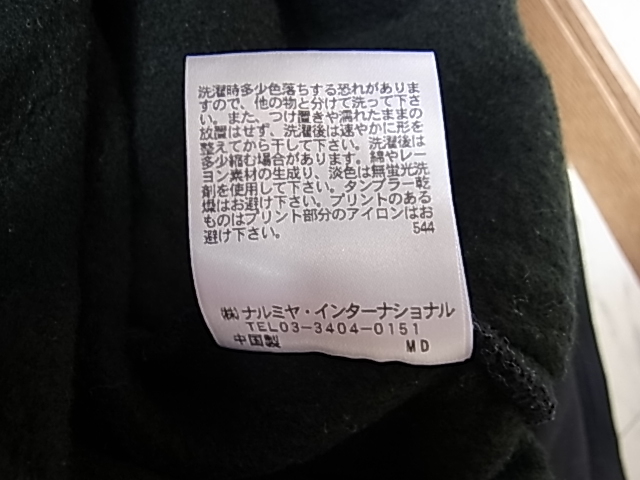 洗濯時多少色落ちする恐れがありま
すので、他の物と分けて洗って下さ
い。また、つけ置きや濡れたままの
放置はせず、洗濯後は速やかに形を
整えてから干して下さい。洗濯後は
多少縮む場合があります。綿やレー
ヨン素材の生成り、淡色は無蛍光洗
剤を使用して下さい。タンブラー乾
燥はお避け下さい。プリントのある
ものはプリント部分のアイロンはお
避け下さい。 544
㈱ナルミヤ・インターナショナル
TEL03-3404-0151
中国製 MD